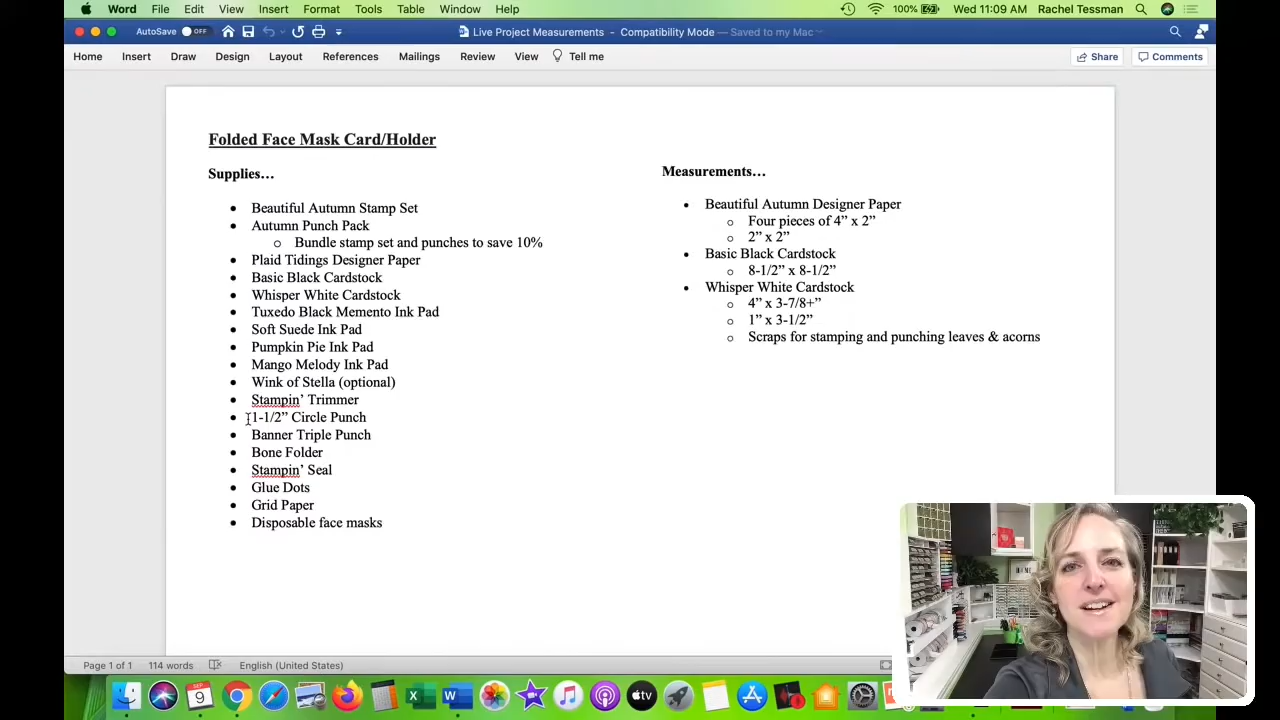 Word File Edit View Insert Format Tools Table Window Help 100% Wed 11:09 AM Rachel Tessman
AutoSave OFF Live Project Measurements - Compatibility Mode — Saved to my Mac
Home Insert Draw Design Layout References Mailings Review View Tell me Share Comments
Folded Face Mask Card/Holder
Supplies…
Beautiful Autumn Stamp Set
Autumn Punch Pack
Bundle stamp set and punches to save 10%
Plaid Tidings Designer Paper
Basic Black Cardstock
Whisper White Cardstock
Tuxedo Black Memento Ink Pad
Soft Suede Ink Pad
Pumpkin Pie Ink Pad
Mango Melody Ink Pad
Wink of Stella (optional)
Stampin’ Trimmer
1-1/2” Circle Punch
Banner Triple Punch
Bone Folder
Stampin’ Seal
Glue Dots
Grid Paper
Disposable face masks
Measurements…
Beautiful Autumn Designer Paper
Four pieces of 4” x 2”
2” x 2”
Basic Black Cardstock
8-1/2” x 8-1/2”
Whisper White Cardstock
4” x 3-7/8+”
1” x 3-1/2”
Scraps for stamping and punching leaves & acorns
Page 1 of 1 114 words English (United States)
SEP
9
tv